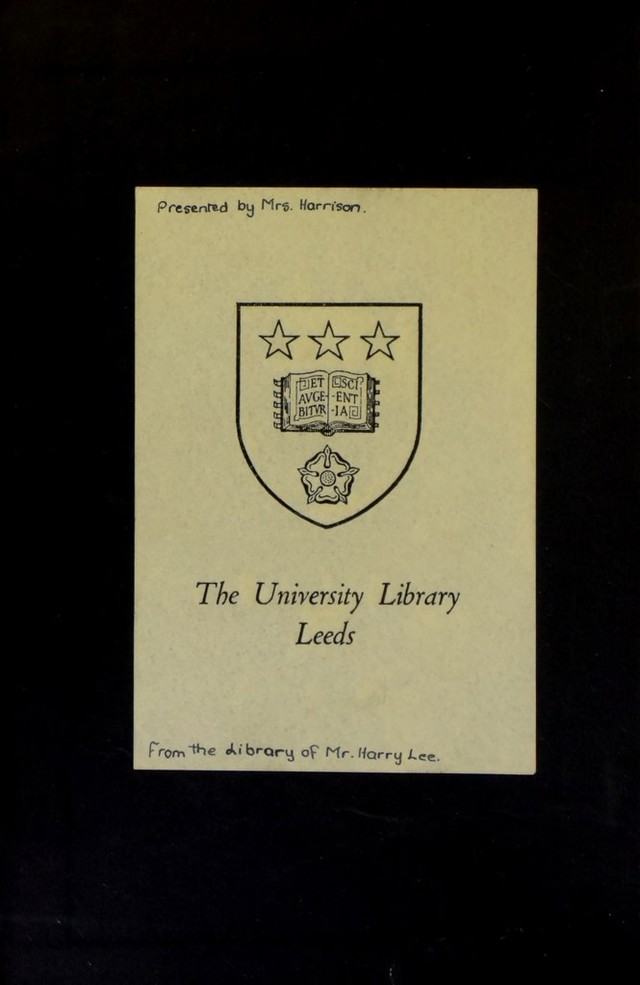 Presented by Mrs. Harrison.
ET
AVGE-
BITVR
SCI
-ENT
-IA
The University Library
Leeds
From the Library of Mr. Harry Lee.